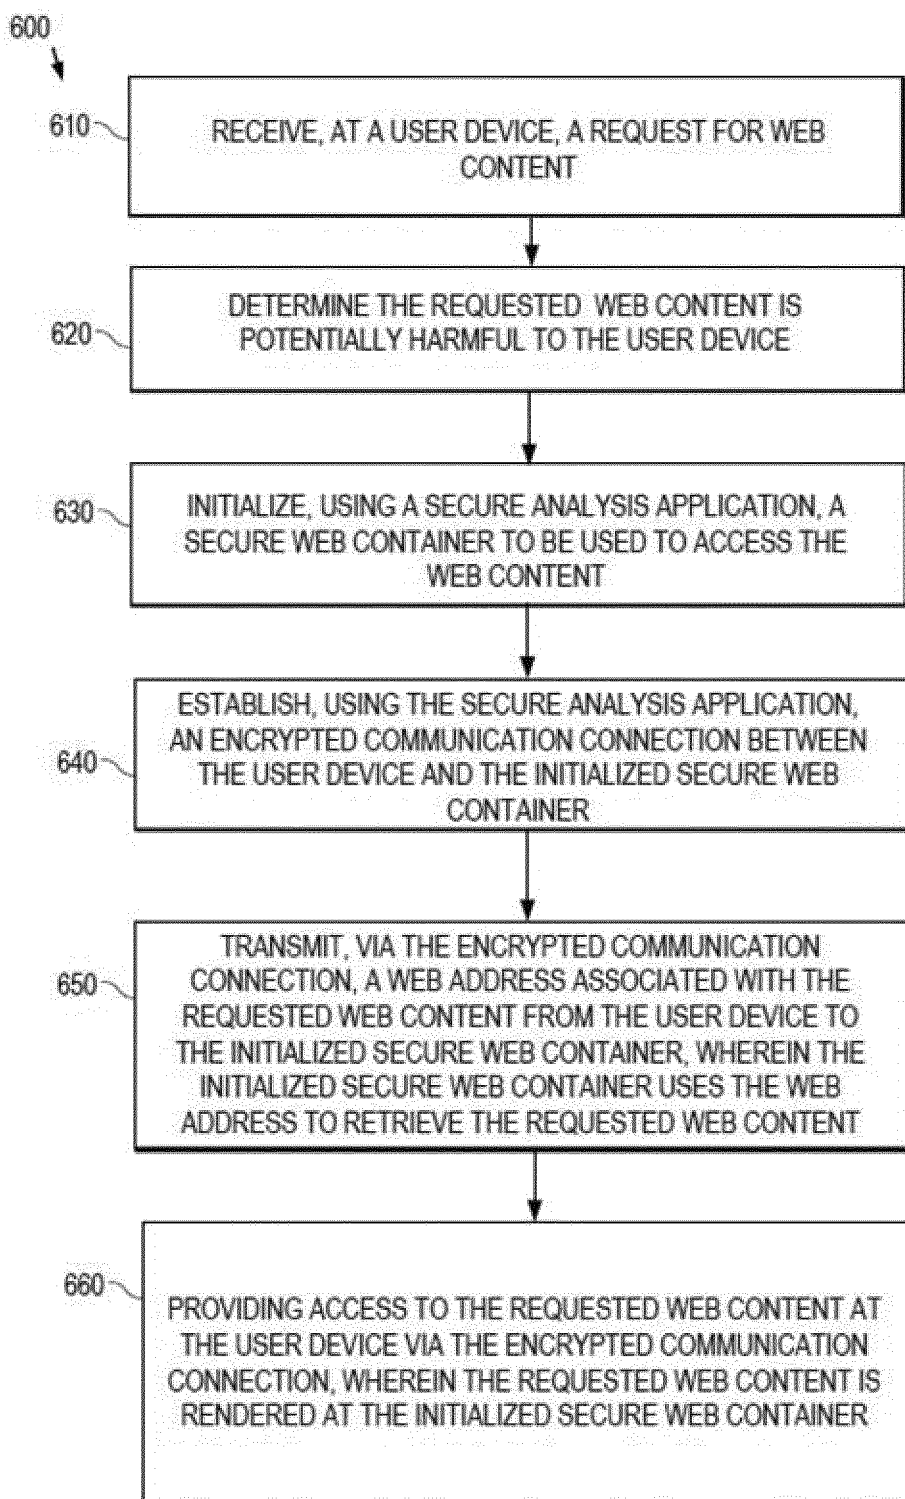 600
610
RECEIVE, AT A USER DEVICE, A REQUEST FOR WEB
CONTENT
620
DETERMINE THE REQUESTED WEB CONTENT IS
POTENTIALLY HARMFUL TO THE USER DEVICE
630
INITIALIZE, USING A SECURE ANALYSIS APPLICATION, A
SECURE WEB CONTAINER TO BE USED TO ACCESS THE
WEB CONTENT
640
ESTABLISH, USING THE SECURE ANALYSIS APPLICATION,
AN ENCRYPTED COMMUNICATION CONNECTION BETWEEN
THE USER DEVICE AND THE INITIALIZED SECURE WEB
CONTAINER
650
TRANSMIT, VIA THE ENCRYPTED COMMUNICATION
CONNECTION, A WEB ADDRESS ASSOCIATED WITH THE
REQUESTED WEB CONTENT FROM THE USER DEVICE TO
THE INITIALIZED SECURE WEB CONTAINER, WHEREIN THE
INITIALIZED SECURE WEB CONTAINER USES THE WEB
ADDRESS TO RETRIEVE THE REQUESTED WEB CONTENT
660
PROVIDING ACCESS TO THE REQUESTED WEB CONTENT AT
THE USER DEVICE VIA THE ENCRYPTED COMMUNICATION
CONNECTION, WHEREIN THE REQUESTED WEB CONTENT IS
RENDERED AT THE INITIALIZED SECURE WEB CONTAINER